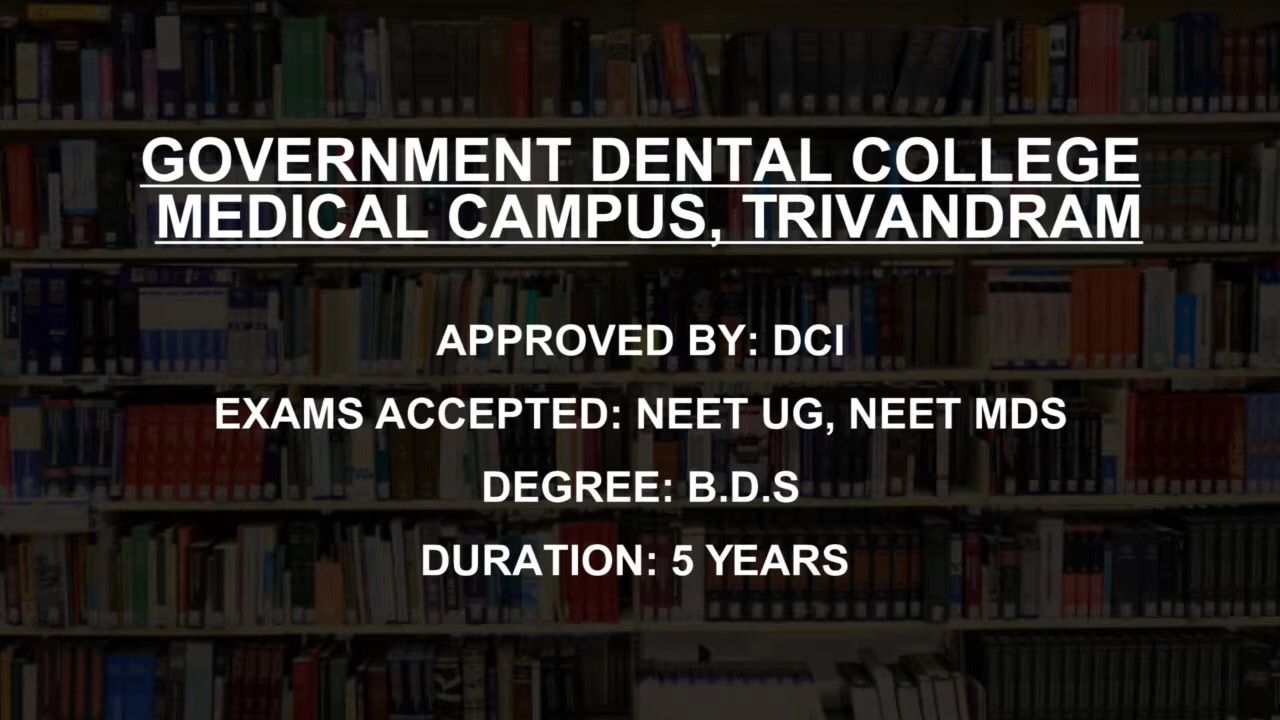 GOVERNMENT DENTAL COLLEGE
MEDICAL CAMPUS, TRIVANDRAM
APPROVED BY: DCI
EXAMS ACCEPTED: NEET UG, NEET MDS
DEGREE: B.D.S
DURATION: 5 YEARS